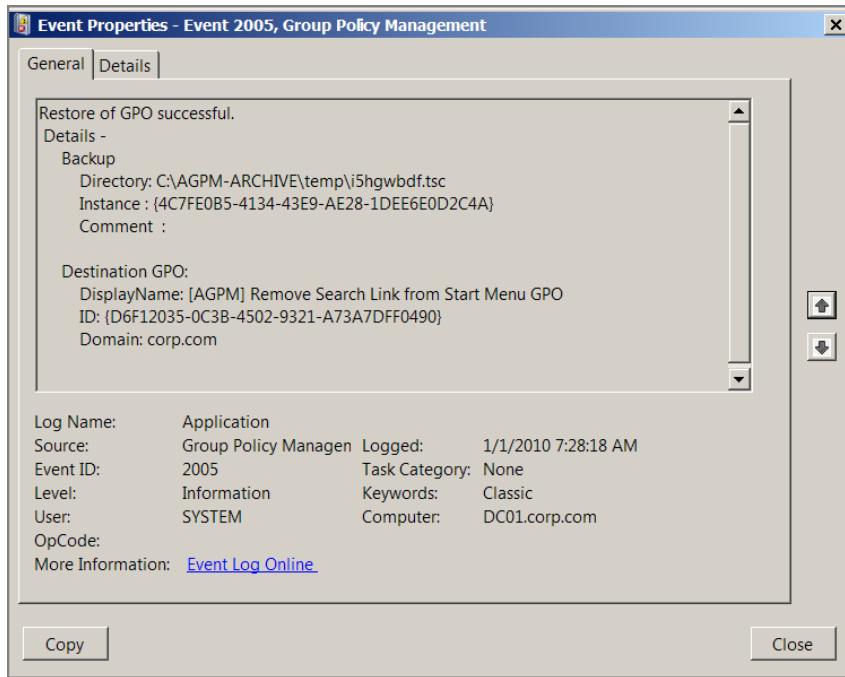 Event Properties - Event 2005, Group Policy Management
General Details
Restore of GPO successful.
Details -
Backup
Directory: C:\AGPM-ARCHIVE\temp\i5hgwbdf.tsc
Instance : {4C7FE0B5-4134-43E9-AE28-1DEE6E0D2C4A}
Comment :
Destination GPO:
DisplayName: [AGPM] Remove Search Link from Start Menu GPO
ID: {D6F12035-0C3B-4502-9321-A73A7DFF0490}
Domain: corp.com
Log Name: Application
Source: Group Policy Managen Logged: 1/1/2010 7:28:18 AM
Event ID: 2005 Task Category: None
Level: Information Keywords: Classic
User: SYSTEM Computer: DC01.corp.com
OpCode:
More Information: Event Log Online
Copy Close